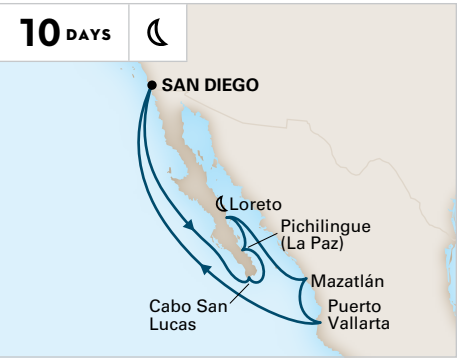 10 DAYS
SAN DIEGO
Loreto
Pichilingue
(La Paz)
Mazatlán
Cabo San
Lucas
Puerto
Vallarta